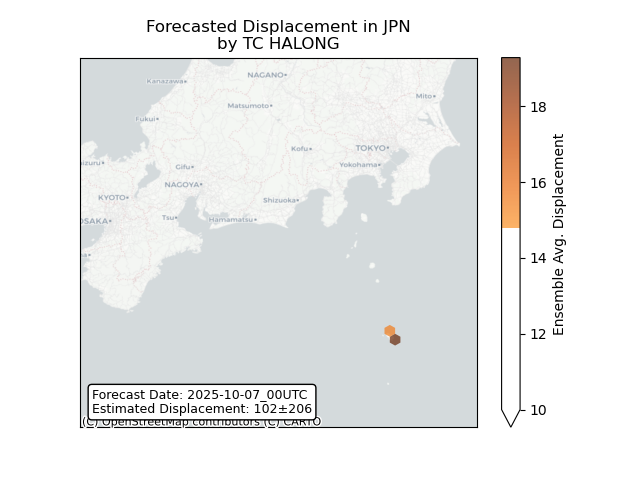 Forecasted Displacement in JPN
by TC HALONG
NAGANO
Kanazawa
Mito
Matsumoto
Fukui
TOKYO
Kofu
Yokohama
izuru
Gifu
NAGOYA
KYOTO
Shizuoka
Tsu
Hamamatsu
OSAKA
a
18
16
14
12
10
Ensemble Avg. Displacement
Forecast Date: 2025-10-07_00UTC
Estimated Displacement: 102±206
(C) OpenStreetMap contributors (C) CARTO